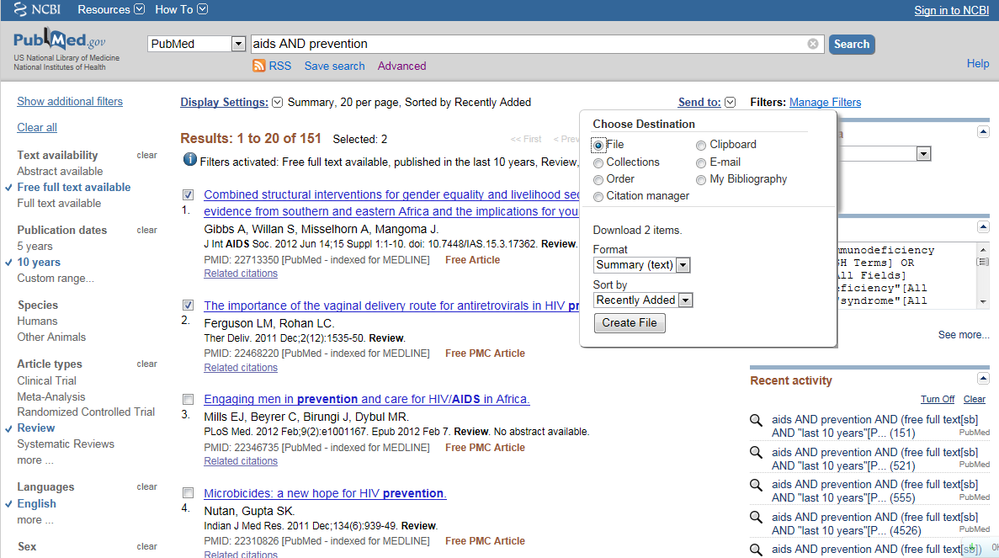 NCBI Resources How To Sign in to NCBI
PubMed.gov
US National Library of Medicine
National Institutes of Health
PubMed aids AND prevention Search
RSS Save search Advanced Help
Show additional filters
Clear all
Text availability clear
Abstract available
Free full text available
Full text available
Publication dates clear
5 years
10 years
Custom range...
Species
Humans
Other Animals
Article types clear
Clinical Trial
Meta-Analysis
Randomized Controlled Trial
Review
Systematic Reviews
more ...
Languages clear
English
more ...
Sex clear
Display Settings: Summary, 20 per page, Sorted by Recently Added Send to: Filters: Manage Filters
Results: 1 to 20 of 151 Selected: 2 << First < Prev
Filters activated: Free full text available, published in the last 10 years, Review,
Combined structural interventions for gender equality and livelihood sec
1. evidence from southern and eastern Africa and the implications for you
Gibbs A, Willan S, Misselhorn A, Mangoma J.
J Int AIDS Soc. 2012 Jun 14;15 Suppl 1:1-10. doi: 10.7448/IAS.15.3.17362. Review.
PMID: 22713350 [PubMed - indexed for MEDLINE] Free Article
Related citations
The importance of the vaginal delivery route for antiretrovirals in HIV pr
2. Ferguson LM, Rohan LC.
Ther Deliv. 2011 Dec;2(12):1535-50. Review.
PMID: 22468220 [PubMed - indexed for MEDLINE] Free PMC Article
Related citations
Engaging men in prevention and care for HIV/AIDS in Africa.
3. Mills EJ, Beyrer C, Birungi J, Dybul MR.
PLoS Med. 2012 Feb;9(2):e1001167. Epub 2012 Feb 7. Review. No abstract available.
PMID: 22346735 [PubMed - indexed for MEDLINE] Free PMC Article
Related citations
Microbicides: a new hope for HIV prevention.
4. Nutan, Gupta SK.
Indian J Med Res. 2011 Dec;134(6):939-49. Review.
PMID: 22310826 [PubMed - indexed for MEDLINE] Free PMC Article
Related citations
Choose Destination
File Clipboard
Collections E-mail
Order My Bibliography
Citation manager
Download 2 items.
Format
Summary (text)
Sort by
Recently Added
Create File
mmunodeficiency
SH Terms] OR
All Fields]
eficiency"[All
"syndrome"[All
See more...
Recent activity
Turn Off Clear
aids AND prevention AND (free full text[sb]
AND "last 10 years"[P... (151) PubMed
aids AND prevention AND (free full text[sb]
AND "last 10 years"[P... (521) PubMed
aids AND prevention AND (free full text[sb]
AND "last 10 years"[P... (555) PubMed
aids AND prevention AND (free full text[sb]
AND "last 10 years"[P... (4526) PubMed
aids AND prevention AND (free full text[sb])